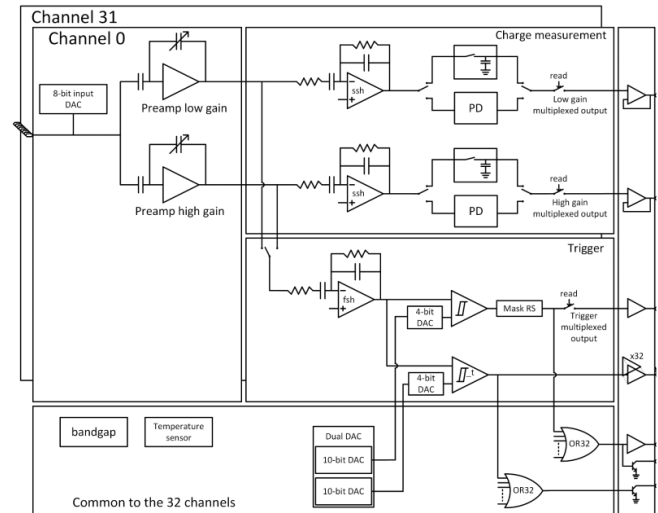 Channel 31
Channel 0
Charge measurement
8-bit input
DAC
Preamp low gain
ssh
PD
read
Low gain
multiplexed output
Preamp high gain
ssh
PD
read
High gain
multiplexed output
Trigger
fsh
4-bit
DAC
Mask RS
read
Trigger
multiplexed
output
4-bit
DAC
_t
x32
bandgap
Temperature
sensor
Dual DAC
10-bit DAC
10-bit DAC
OR32
OR32
Common to the 32 channels